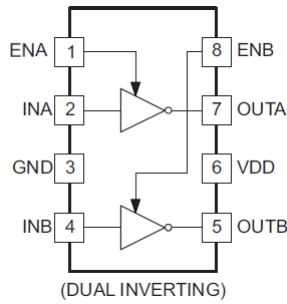 ENA 1 8 ENB
INA 2 7 OUTA
GND 3 6 VDD
INB 4 5 OUTB
(DUAL INVERTING)